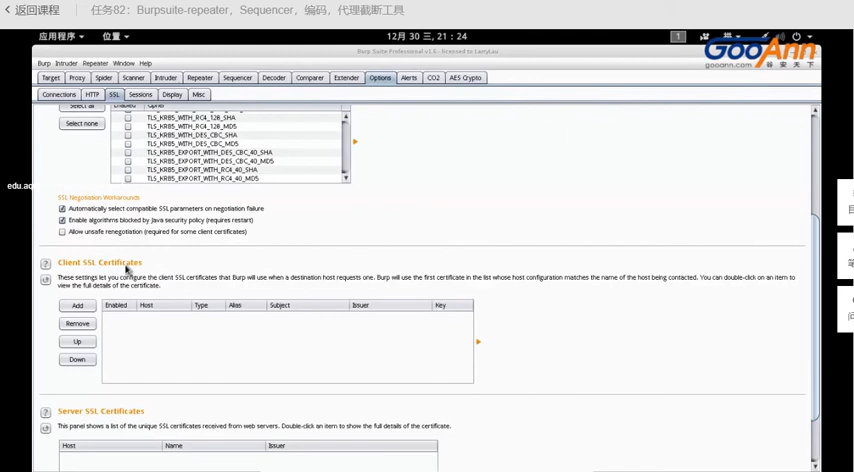 返回课程 任务82：Burpsuite-repeater，Sequencer，编码，代理截断工具
应用程序 位置 12月 30 三, 21：24 1
Burp Suite Professional v1.6 - licensed to LarryLau
GooAnn
gooann.com 谷安天下
Burp Intruder Repeater Window Help
Target Proxy Spider Scanner Intruder Repeater Sequencer Decoder Comparer Extender Options Alerts CO2 AES Crypto
Connections HTTP SSL Sessions Display Misc
Select all Enabled Cipher
TLS_KRB5_WITH_RC4_128_SHA
Select none TLS_KRB5_WITH_RC4_128_MD5
TLS_KRB5_WITH_DES_CBC_SHA
TLS_KRB5_WITH_DES_CBC_MD5
TLS_KRB5_EXPORT_WITH_DES_CBC_40_SHA
TLS_KRB5_EXPORT_WITH_DES_CBC_40_MD5
TLS_KRB5_EXPORT_WITH_RC4_40_SHA
TLS_KRB5_EXPORT_WITH_RC4_40_MD5
edu.aq
SSL Negotiation Workarounds
Automatically select compatible SSL parameters on negotiation failure
Enable algorithms blocked by Java security policy (requires restart)
Allow unsafe renegotiation (required for some client certificates)
Client SSL Certificates
These settings let you configure the client SSL certificates that Burp will use when a destination host requests one. Burp will use the first certificate in the list whose host configuration matches the name of the host being contacted. You can double-click on an item to
view the full details of the certificate.
Add Enabled Host Type Alias Subject Issuer Key
Remove
Up
Down
Server SSL Certificates
This panel shows a list of the unique SSL certificates received from web servers. Double-click an item to show the full details of the certificate.
Host Name Issuer